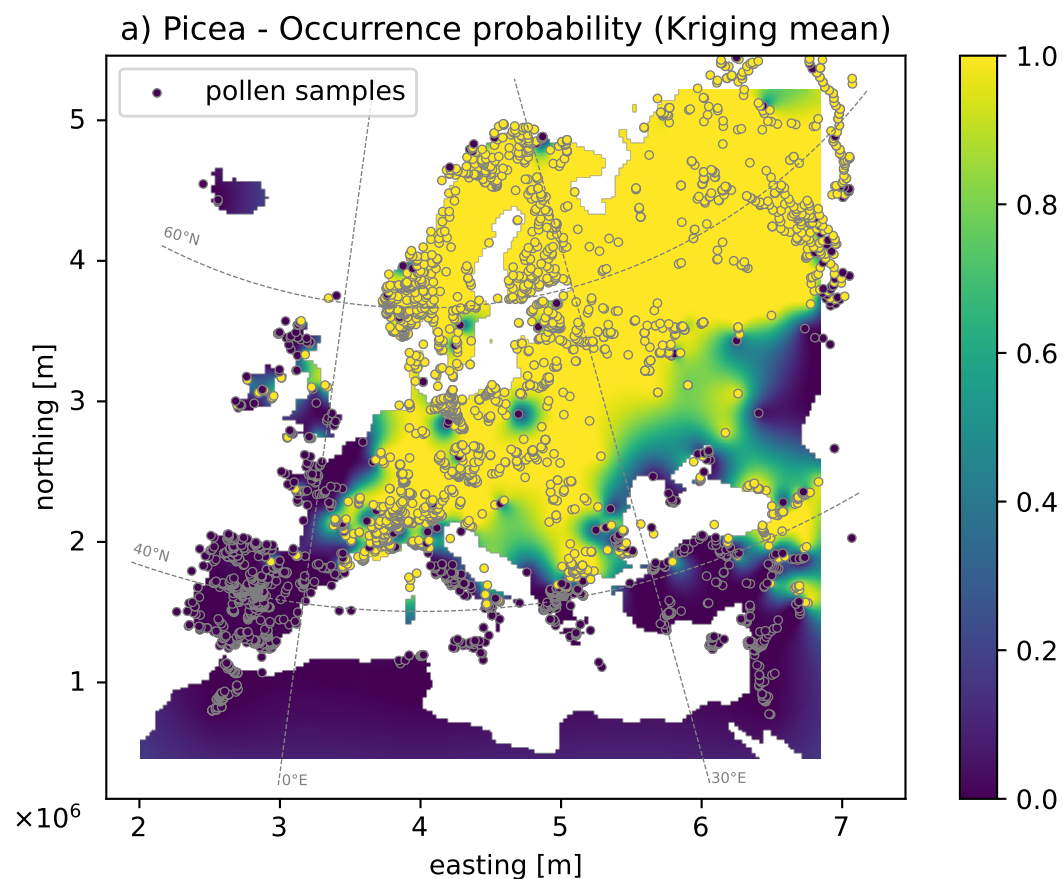 a) Picea - Occurrence probability (Kriging mean)
pollen samples
60°N
40°N
0°E
30°E
5
4
3
2
1
northing [m]
×10⁶
2 3 4 5 6 7
easting [m]
1.0
0.8
0.6
0.4
0.2
0.0